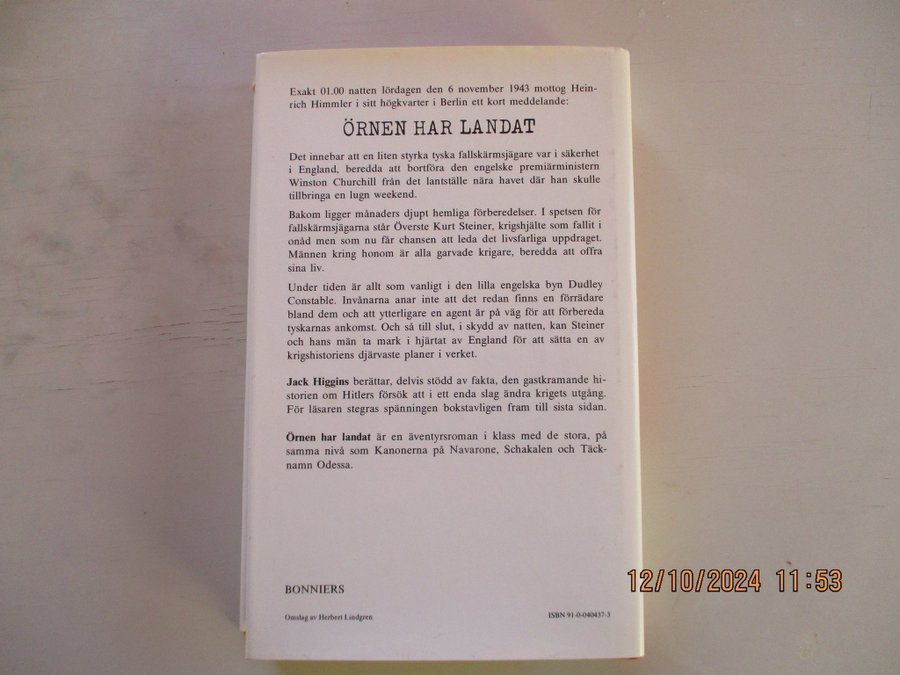 Exakt 01.00 natten lördagen den 6 november 1943 mottog Hein-
rich Himmler i sitt högkvarter i Berlin ett kort meddelande:
ÖRNEN HAR LANDAT
Det innebar att en liten styrka tyska fallskärmsjägare var i säkerhet
i England, beredda att bortföra den engelske premiärministern
Winston Churchill från det lantställe nära havet där han skulle
tillbringa en lugn weekend.
Bakom ligger månaders djupt hemliga förberedelser. I spetsen för
fallskärmsjägarna står Överste Kurt Steiner, krigshjälte som fallit i
onåd men som nu får chansen att leda det livsfarliga uppdraget.
Männen kring honom är alla garvade krigare, beredda att offra
sina liv.
Under tiden är allt som vanligt i den lilla engelska byn Dudley
Constable. Invånarna anar inte att det redan finns en förrädare
bland dem och att ytterligare en agent är på väg för att förbereda
tyskarnas ankomst. Och så till slut, i skydd av natten, kan Steiner
och hans män ta mark i hjärtat av England för att sätta en av
krigshistoriens djärvaste planer i verket.
Jack Higgins berättar, delvis stödd av fakta, den gastkramande hi-
storien om Hitlers försök att i ett enda slag ändra krigets utgång.
För läsaren stegras spänningen bokstavligen fram till sista sidan.
Örnen har landat är en äventyrsroman i klass med de stora, på
samma nivå som Kanonerna på Navarone, Schakalen och Täck-
namn Odessa.
BONNIERS
Omslag av Herbert Lindgren
ISBN 91-0-040437-3
12/10/2024 11:53